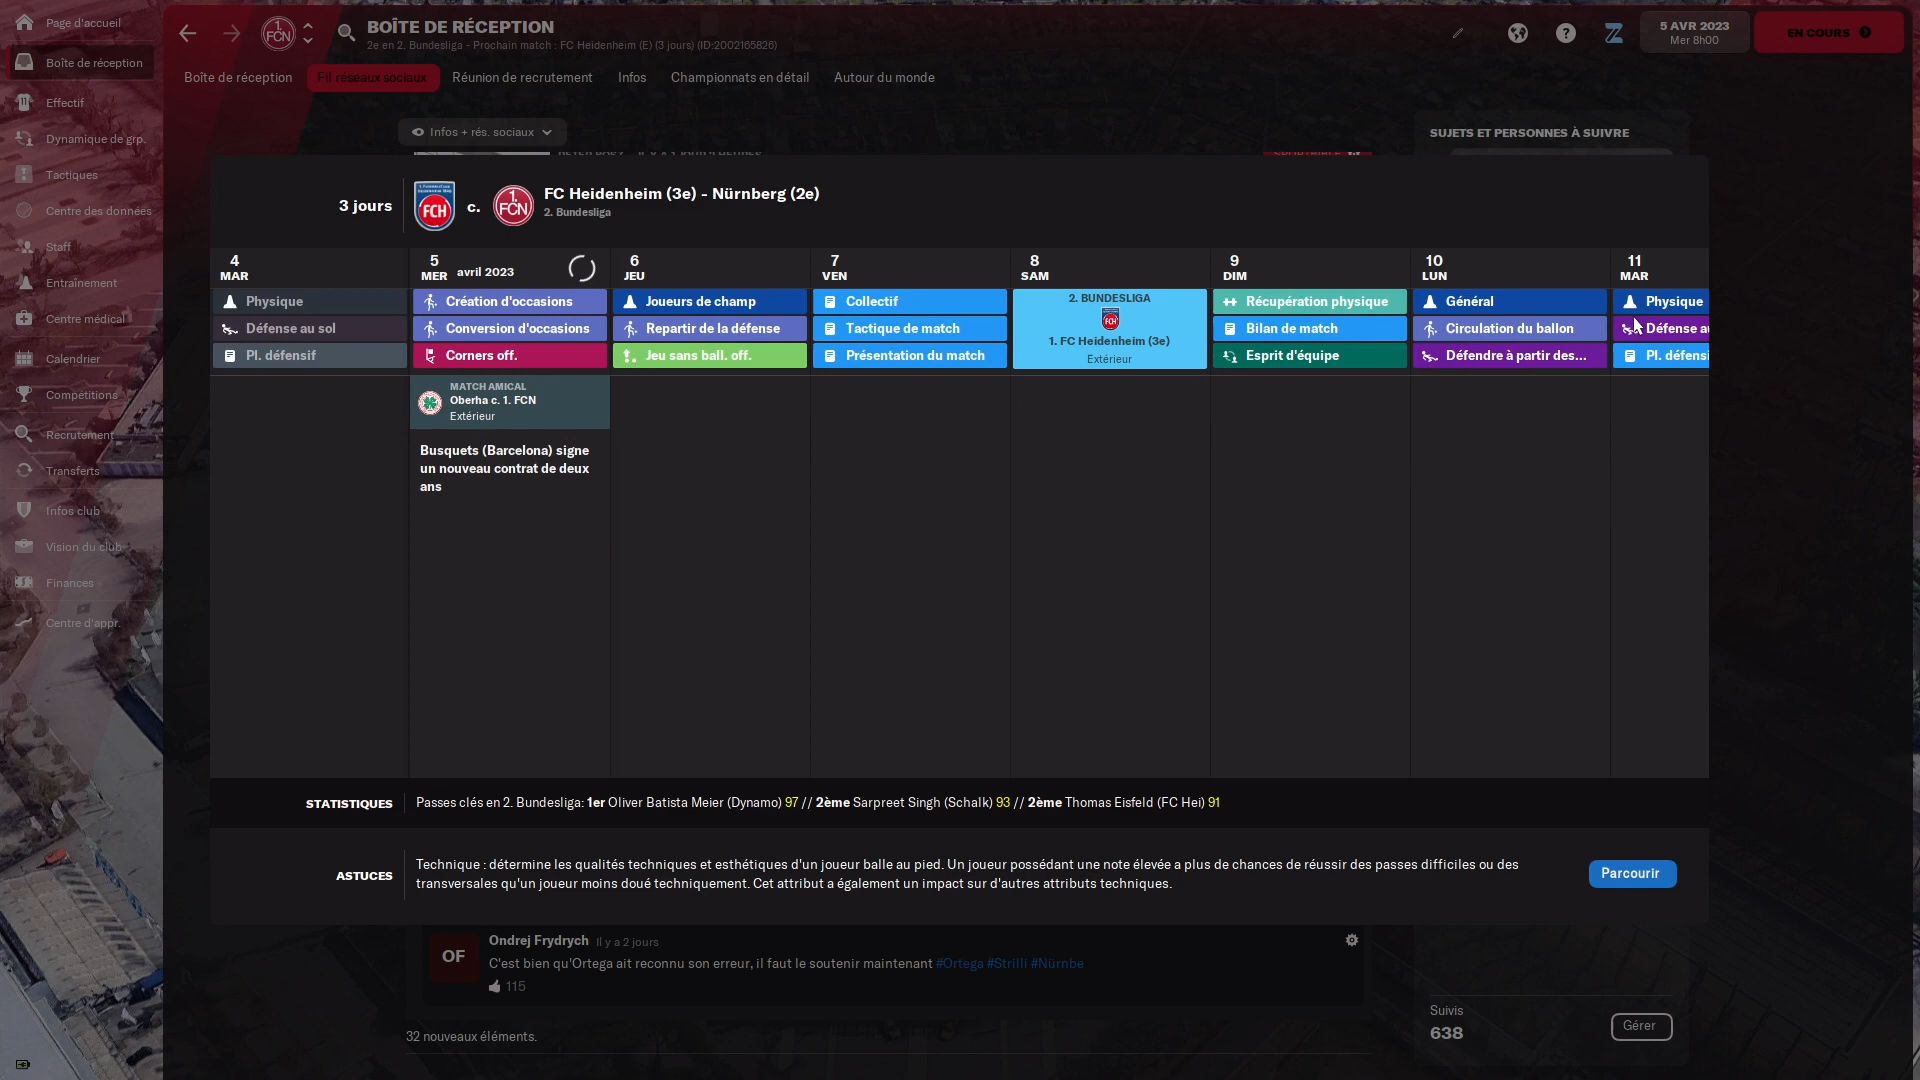 Page d'accueil
Boîte de réception
Effectif
Dynamique de grp.
Tactiques
Centre des données
Staff
Entraînement
Centre médical
Calendrier
Compétitions
Recrutement
Transferts
Infos club
Vision du club
Finances
Centre d'appr.
BOÎTE DE RÉCEPTION
2e en 2. Bundesliga - Prochain match : FC Heidenheim (E) (3 jours) (ID:2002165826)
5 AVR 2023
Mer 8h00
EN COURS
Boîte de réception
Fil réseaux sociaux
Réunion de recrutement
Infos
Championnats en détail
Autour du monde
Infos + rés. sociaux
SUJETS ET PERSONNES À SUIVRE
3 jours
FCH
c.
1. FCN
FC Heidenheim (3e) - Nürnberg (2e)
2. Bundesliga
4
MAR
5
MER avril 2023
6
JEU
7
VEN
8
SAM
9
DIM
10
LUN
11
MAR
Physique
Défense au sol
Pl. défensif
Création d'occasions
Conversion d'occasions
Corners off.
Joueurs de champ
Repartir de la défense
Jeu sans ball. off.
Collectif
Tactique de match
Présentation du match
2. BUNDESLIGA
FCH
1. FC Heidenheim (3e)
Extérieur
Récupération physique
Bilan de match
Esprit d'équipe
Général
Circulation du ballon
Défendre à partir des...
Physique
Défense au
Pl. défensi
MATCH AMICAL
Oberha c. 1. FCN
Extérieur
Busquets (Barcelona) signe
un nouveau contrat de deux
ans
STATISTIQUES
Passes clés en 2. Bundesliga: 1er Oliver Batista Meier (Dynamo) 97 // 2ème Sarpreet Singh (Schalk) 93 // 2ème Thomas Eisfeld (FC Hei) 91
ASTUCES
Technique : détermine les qualités techniques et esthétiques d'un joueur balle au pied. Un joueur possédant une note élevée a plus de chances de réussir des passes difficiles ou des
transversales qu'un joueur moins doué techniquement. Cet attribut a également un impact sur d'autres attributs techniques.
Parcourir
OF
Ondrej Frydrych Il y a 2 jours
C'est bien qu'Ortega ait reconnu son erreur, il faut le soutenir maintenant #Ortega #Strilli #Nürnbe
115
32 nouveaux éléments.
Suivis
638
Gérer